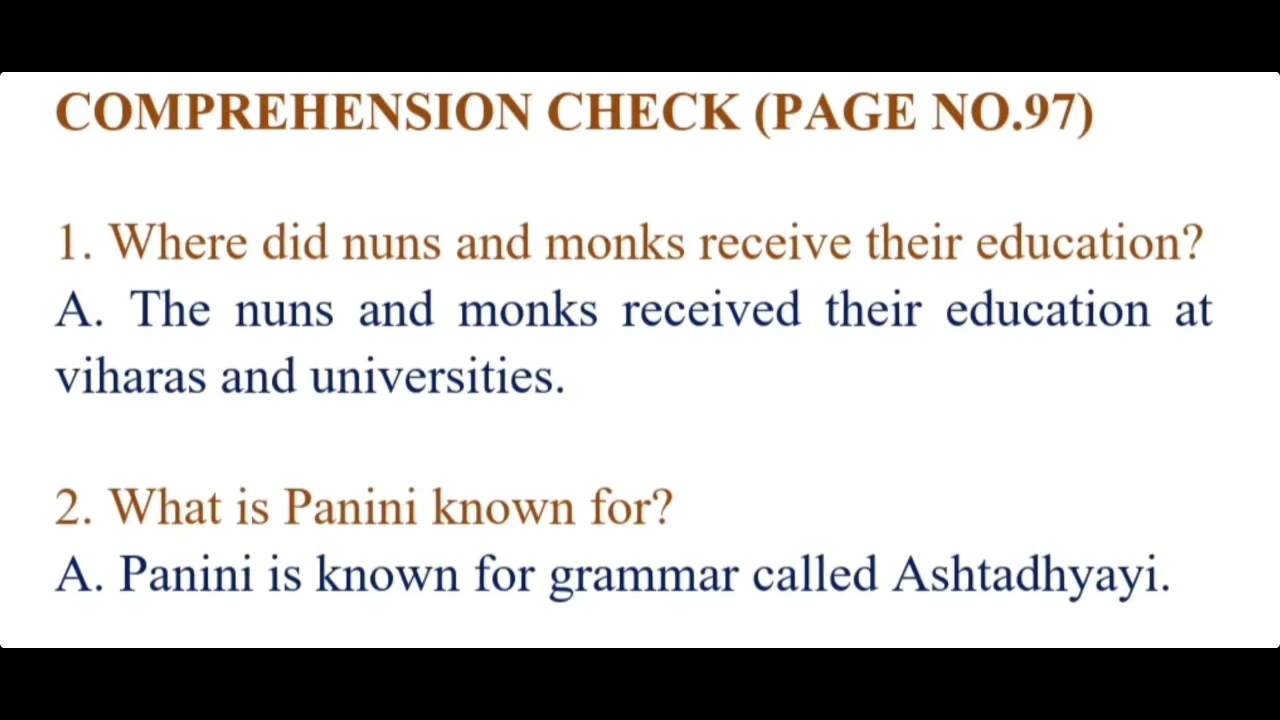 COMPREHENSION CHECK (PAGE NO.97)
1. Where did nuns and monks receive their education?
A. The nuns and monks received their education at
viharas and universities.
2. What is Panini known for?
A. Panini is known for grammar called Ashtadhyayi.